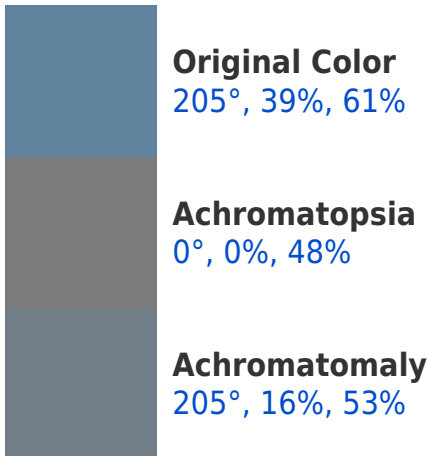 Original Color
205°, 39%, 61%
Achromatopsia
0°, 0%, 48%
Achromatomaly
205°, 16%, 53%